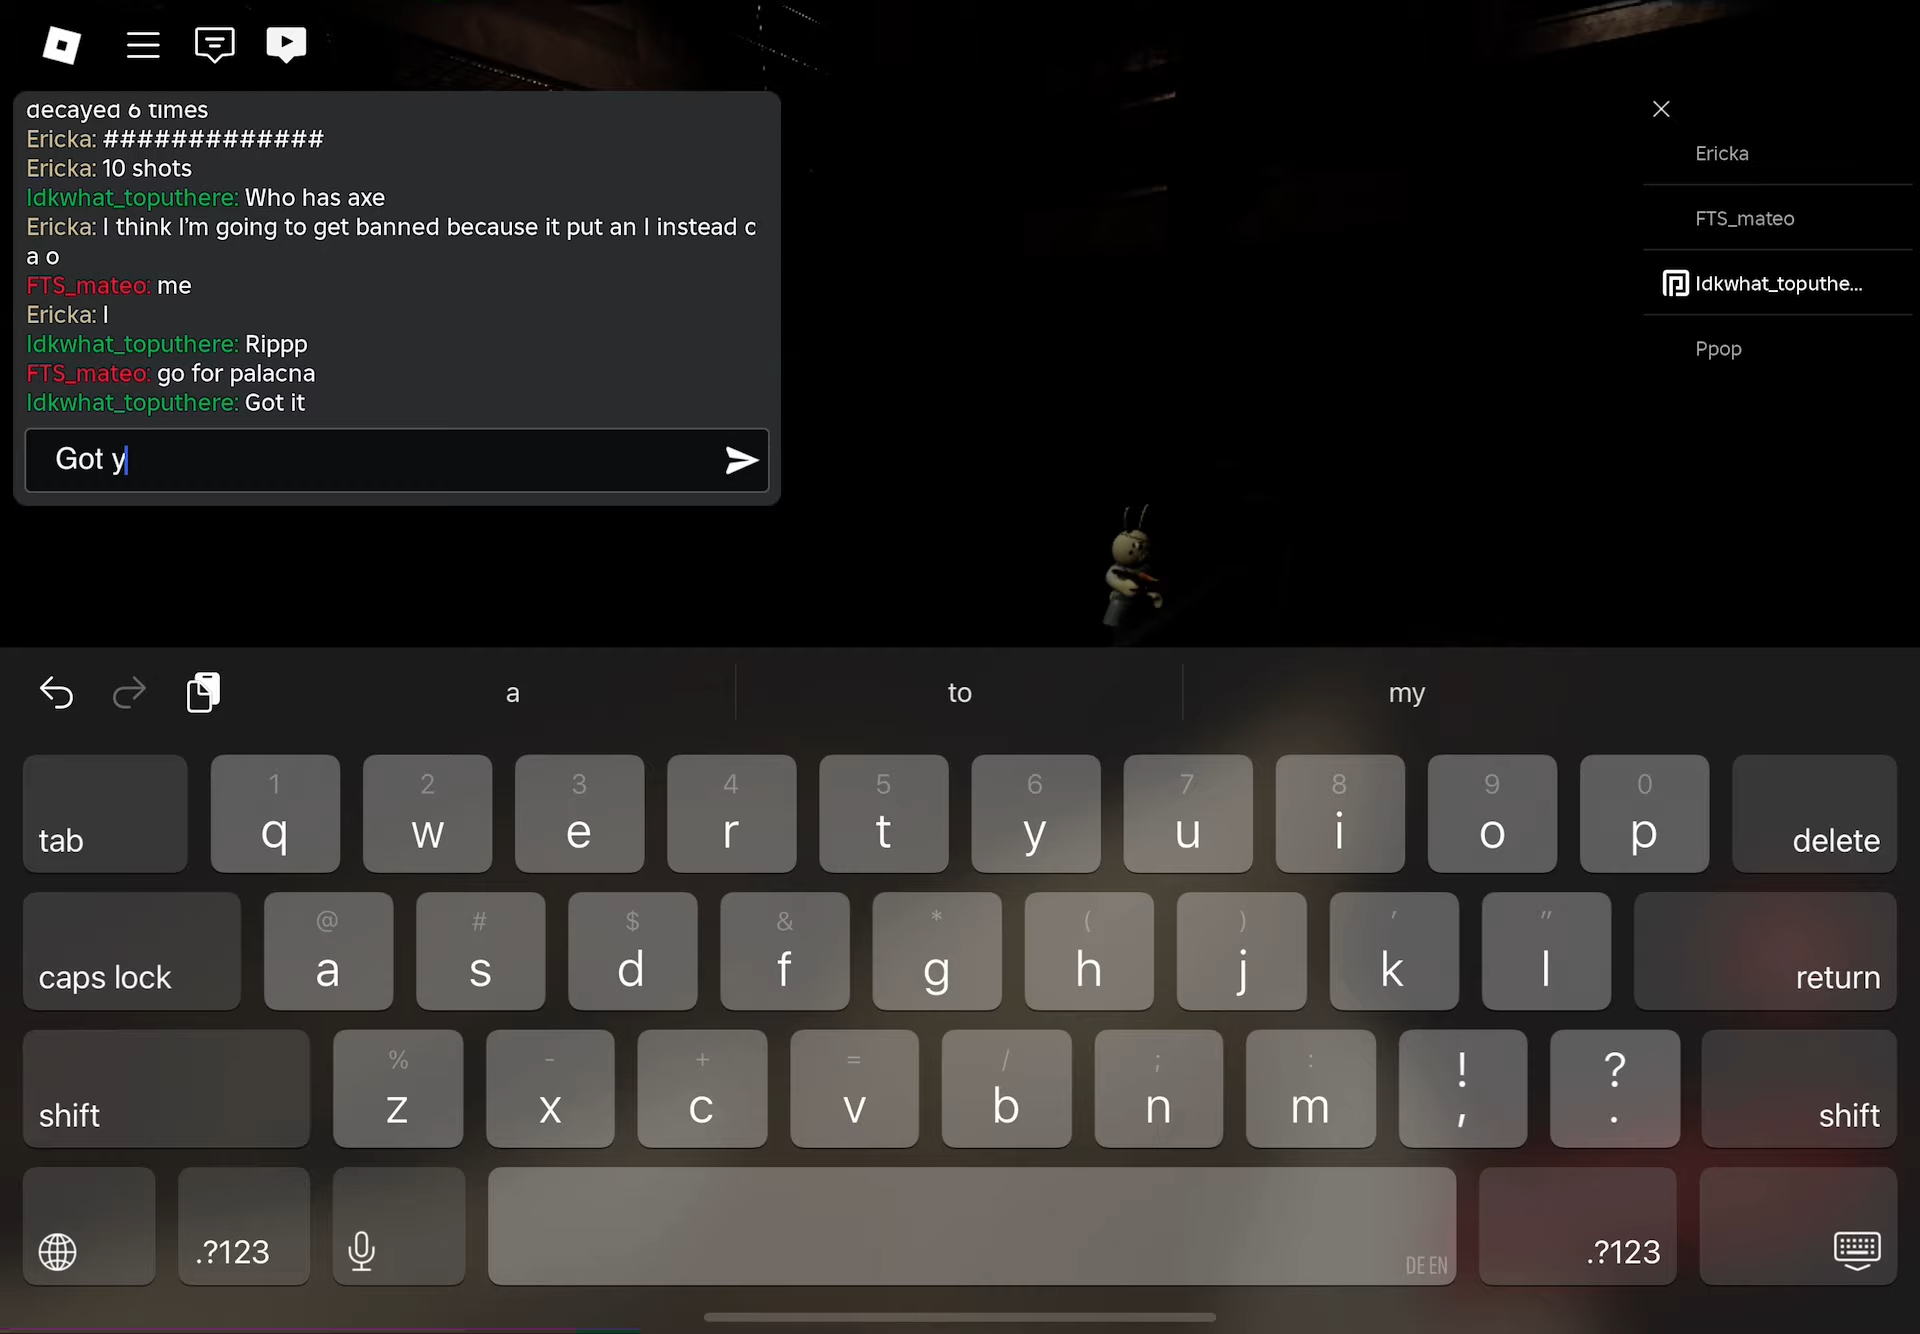 decayed 6 times
Ericka: #############
Ericka: 10 shots
Idkwhat_toputhere: Who has axe
Ericka: I think I'm going to get banned because it put an I instead c
a o
FTS_mateo: me
Ericka: I
Idkwhat_toputhere: Rippp
FTS_mateo: go for palacna
Idkwhat_toputhere: Got it
Got y
Ericka
FTS_mateo
Idkwhat_toputhe...
Ppop
a to my
1 2 3 4 5 6 7 8 9 0
tab q w e r t y u i o p delete
@ # $ & * ( ) ' "
caps lock a s d f g h j k l return
% - + = / ; : ! ?
shift z x c v b n m , . shift
.?123 DE EN .?123